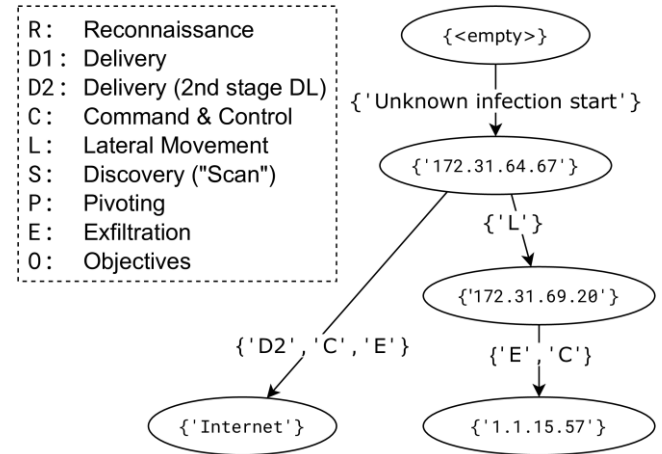 R: Reconnaissance
D1: Delivery
D2: Delivery (2nd stage DL)
C: Command & Control
L: Lateral Movement
S: Discovery ("Scan")
P: Pivoting
E: Exfiltration
O: Objectives
{<empty>}
{'Unknown infection start'}
{'172.31.64.67'}
{'L'}
{'172.31.69.20'}
{'D2','C','E'}
{'E','C'}
{'Internet'}
{'1.1.15.57'}